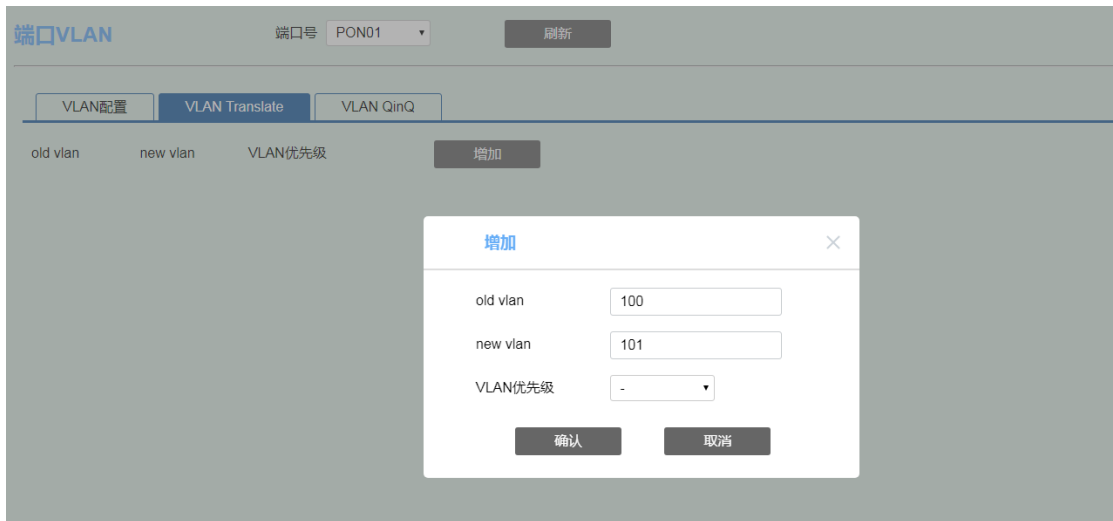 端口VLAN 端口号 PON01 刷新
VLAN配置 VLAN Translate VLAN QinQ
old vlan new vlan VLAN优先级 增加
增加
old vlan 100
new vlan 101
VLAN优先级 -
确认 取消